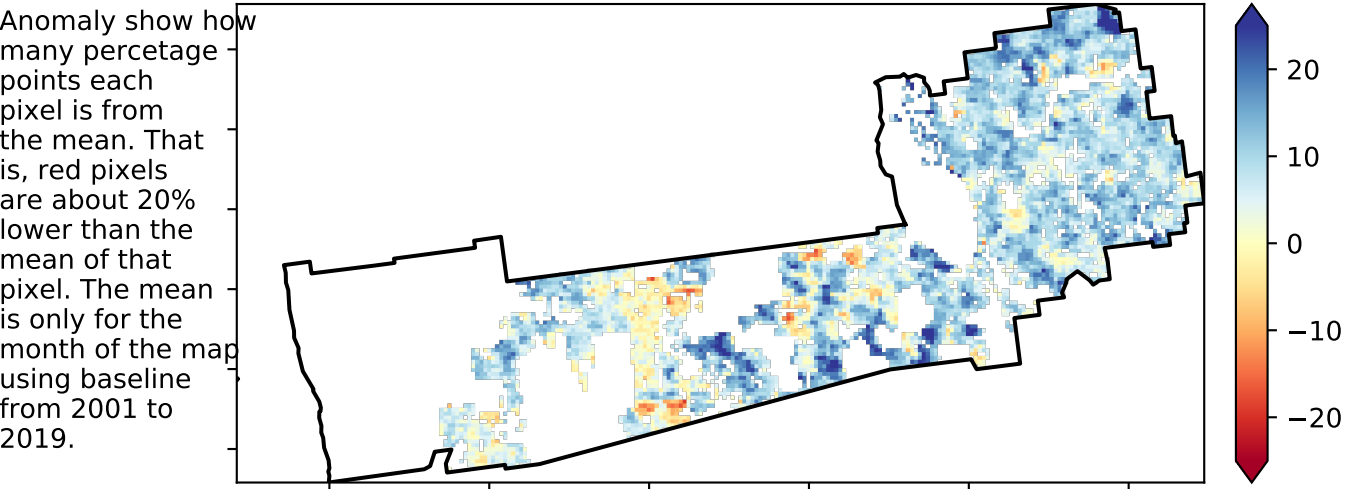 Anomaly show how
many percetage
points each
pixel is from
the mean. That
is, red pixels
are about 20%
lower than the
mean of that
pixel. The mean
is only for the
month of the map
using baseline
from 2001 to
2019.
20
10
0
−10
−20